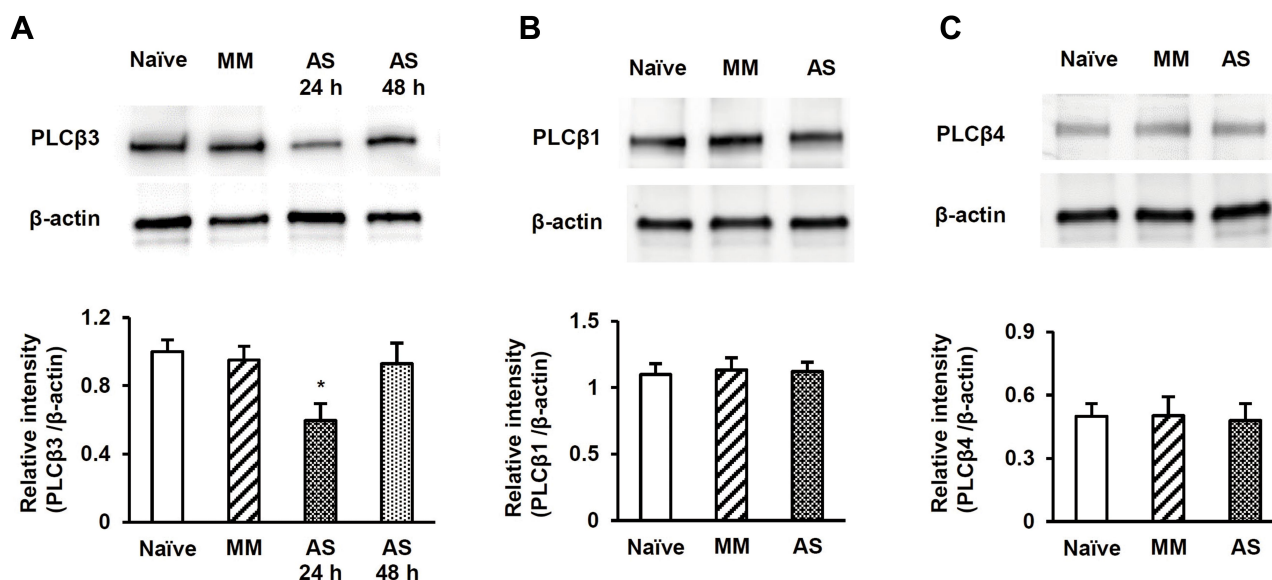 A
Naïve MM AS 24 h AS 48 h
PLCβ3
β-actin
Relative intensity
(PLCβ3 /β-actin)
1.2
0.8
0.4
0
*
Naïve MM AS 24 h AS 48 h
B
Naïve MM AS
PLCβ1
β-actin
Relative intensity
(PLCβ1 /β-actin)
1.5
1
0.5
0
Naïve MM AS
C
Naïve MM AS
PLCβ4
β-actin
Relative intensity
(PLCβ4 /β-actin)
0.9
0.6
0.3
0
Naïve MM AS